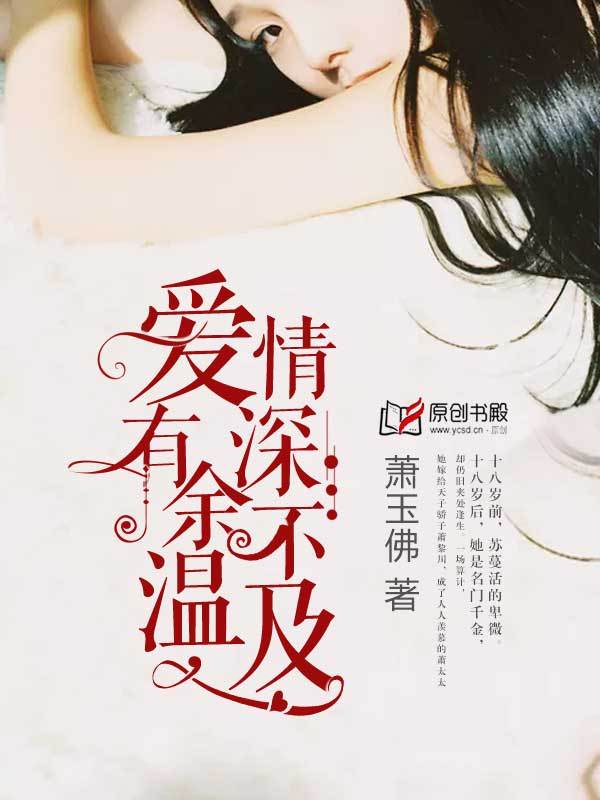 爱有余温
情深不及
原创书殿
www.ycsd.cn - 原创
萧玉佛 著
十八岁前，苏蔓活的卑微。
十八岁后，她是名门千金，
却仍旧夹处逢生。一场算计，
她嫁给天子骄子萧黎川，成了人人羡慕的萧太太